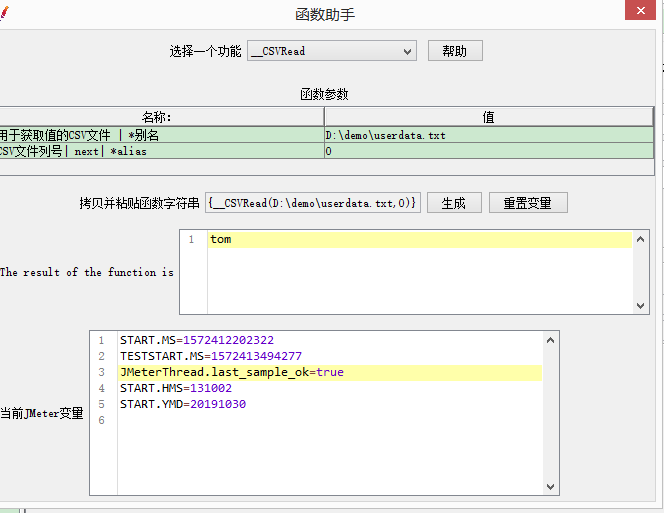 函数助手
选择一个功能 __CSVRead 帮助
函数参数
名称: 值
用于获取值的CSV文件 | *别名 D:\demo\userdata.txt
CSV文件列号| next| *alias 0
拷贝并粘贴函数字符串 {__CSVRead(D:\demo\userdata.txt,0)} 生成 重置变量
The result of the function is
1 tom
当前JMeter变量
1 START.MS=1572412202322
2 TESTSTART.MS=1572413494277
3 JMeterThread.last_sample_ok=true
4 START.HMS=131002
5 START.YMD=20191030
6